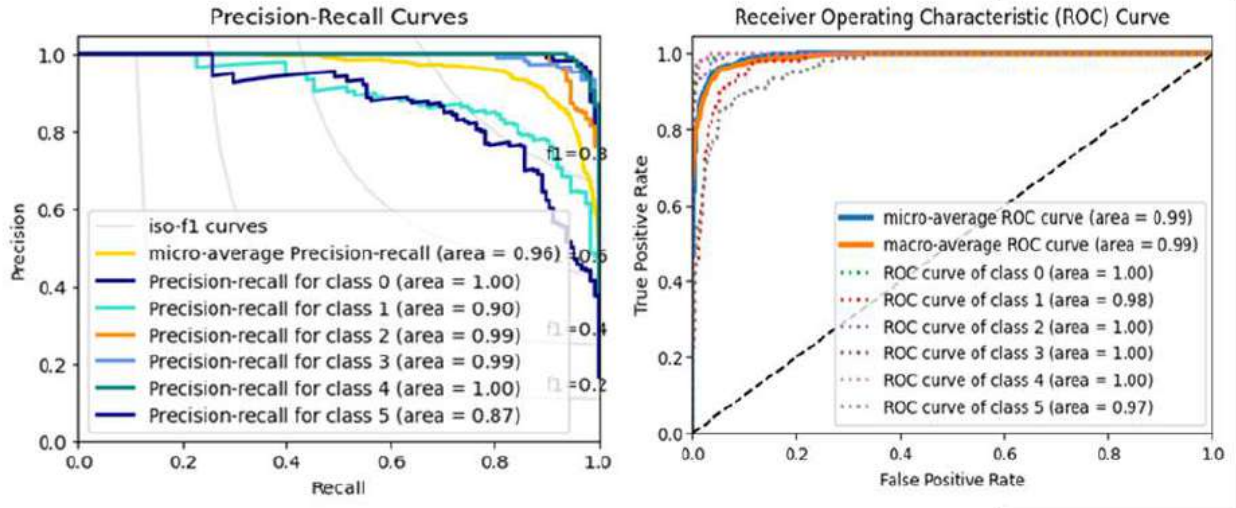 Precision-Recall Curves
1.0
0.8
0.6
0.4
0.2
0.0
Precision
f1=0.8
=0.6
f1=0.4
f1=0.2
iso-f1 curves
micro-average Precision-recall (area = 0.96)
Precision-recall for class 0 (area = 1.00)
Precision-recall for class 1 (area = 0.90)
Precision-recall for class 2 (area = 0.99)
Precision-recall for class 3 (area = 0.99)
Precision-recall for class 4 (area = 1.00)
Precision-recall for class 5 (area = 0.87)
0.0 0.2 0.4 0.6 0.8 1.0
Recall
Receiver Operating Characteristic (ROC) Curve
1.0
0.8
0.6
0.4
0.2
0.0
True Positive Rate
micro-average ROC curve (area = 0.99)
macro-average ROC curve (area = 0.99)
ROC curve of class 0 (area = 1.00)
ROC curve of class 1 (area = 0.98)
ROC curve of class 2 (area = 1.00)
ROC curve of class 3 (area = 1.00)
ROC curve of class 4 (area = 1.00)
ROC curve of class 5 (area = 0.97)
0.0 0.2 0.4 0.6 0.8 1.0
False Positive Rate